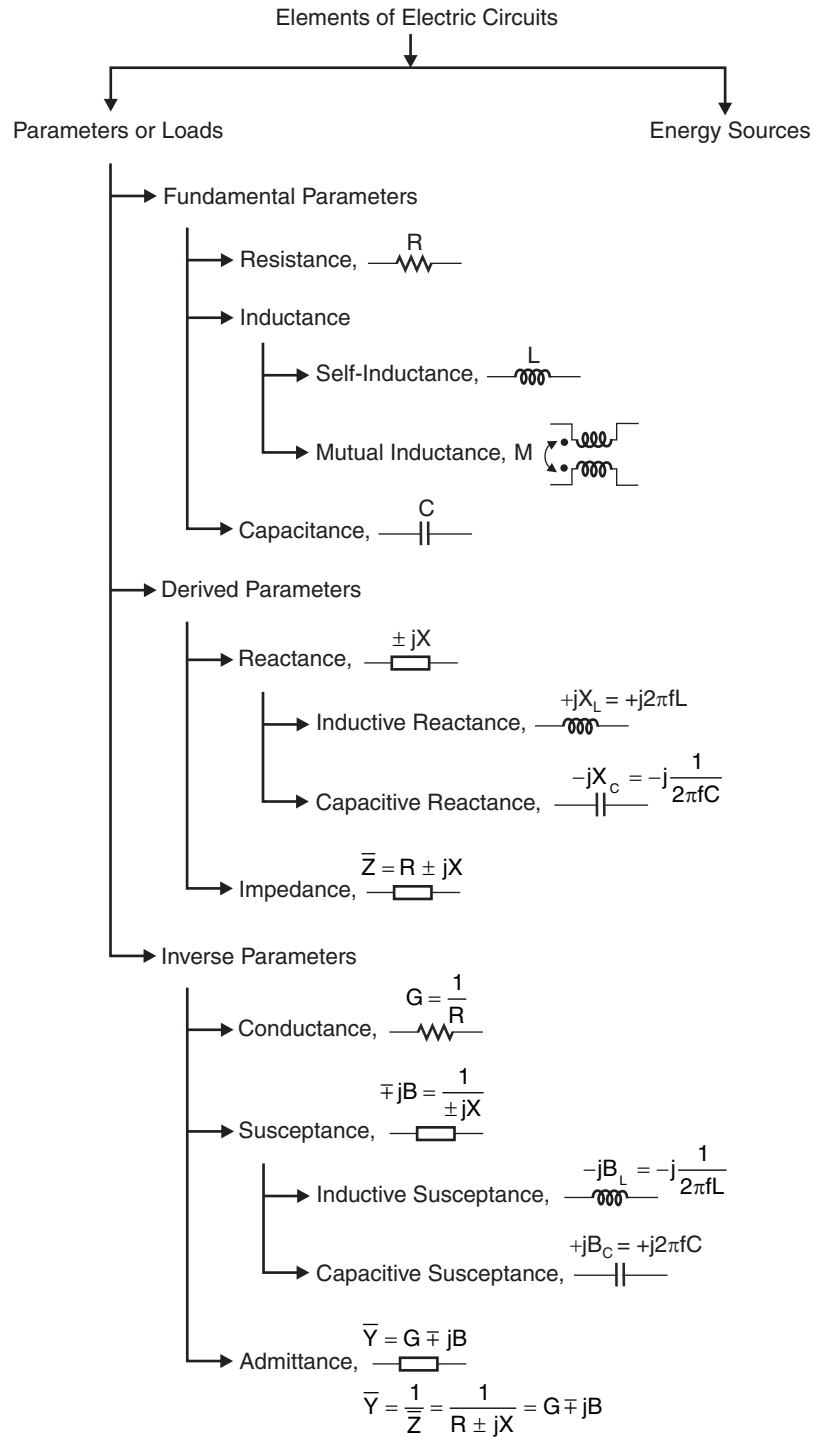 Elements of Electric Circuits
Parameters or Loads
Energy Sources
Fundamental Parameters
R
Resistance,
Inductance
L
Self-Inductance,
Mutual Inductance, M
C
Capacitance,
Derived Parameters
± jX
Reactance,
+jX_L = +j2πfL
Inductive Reactance,
−jX_C = −j 1/2πfC
Capacitive Reactance,
Z̅ = R ± jX
Impedance,
Inverse Parameters
G = 1/R
Conductance,
∓ jB = 1/± jX
Susceptance,
−jB_L = −j 1/2πfL
Inductive Susceptance,
+jB_C = +j2πfC
Capacitive Susceptance,
Y̅ = G ∓ jB
Admittance,
Y̅ = 1/Z̅ = 1/R ± jX = G ∓ jB